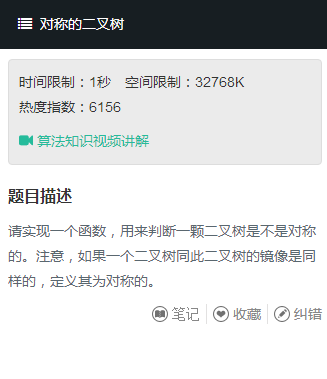 对称的二叉树
时间限制：1秒 空间限制：32768K
热度指数：6156
算法知识视频讲解
题目描述
请实现一个函数，用来判断一颗二叉树是不是对称
的。注意，如果一个二叉树同此二叉树的镜像是同
样的，定义其为对称的。
笔记 收藏 纠错